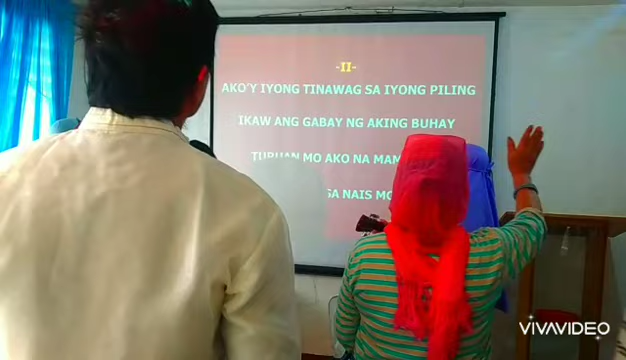 -II-
AKO'Y IYONG TINAWAG SA IYONG PILING
IKAW ANG GABAY NG AKING BUHAY
TURUAN MO AKO NA
SA NAIS
VIVAVIDEO